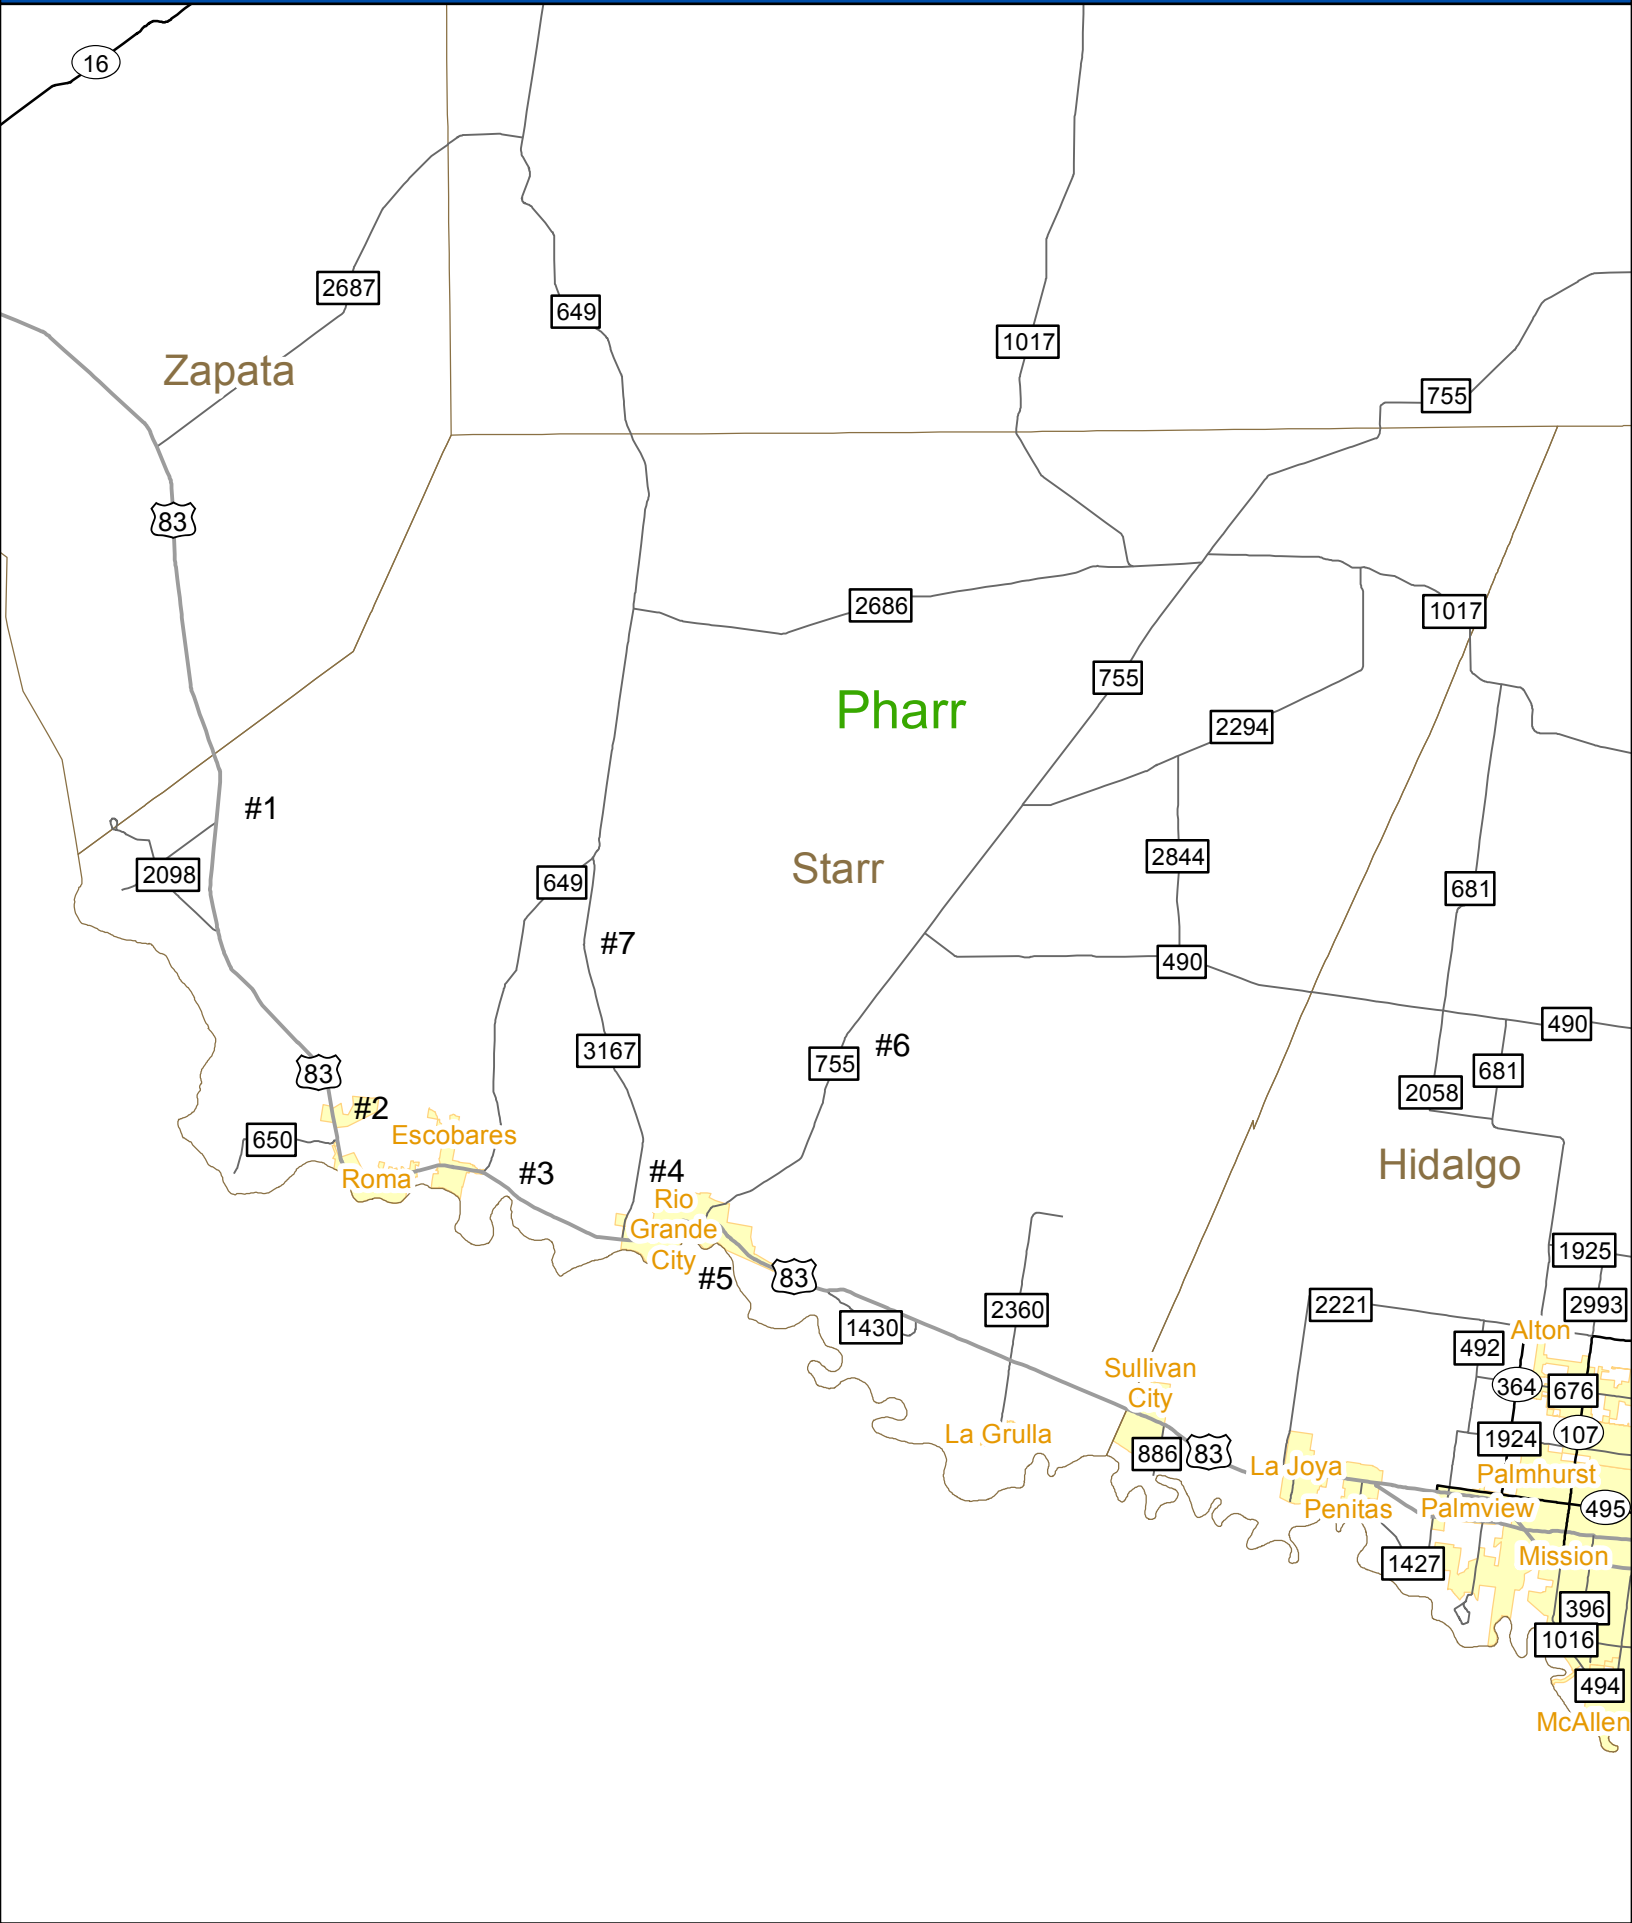 16
2687
649
1017
Zapata
755
83
2686
1017
755
Pharr
2294
#1
2844
Starr
2098
649
681
#7
490
490
3167
#6
755
83
681
2058
#2
Escobares
650
Hidalgo
#3
#4
Roma
Rio
Grande
City
#5
83
1925
2360
2221
2993
1430
Alton
492
Sullivan
City
364
676
La Grulla
107
1924
886
83
La Joya
Palmhurst
Penitas
Palmview
495
Mission
1427
396
1016
494
McAllen